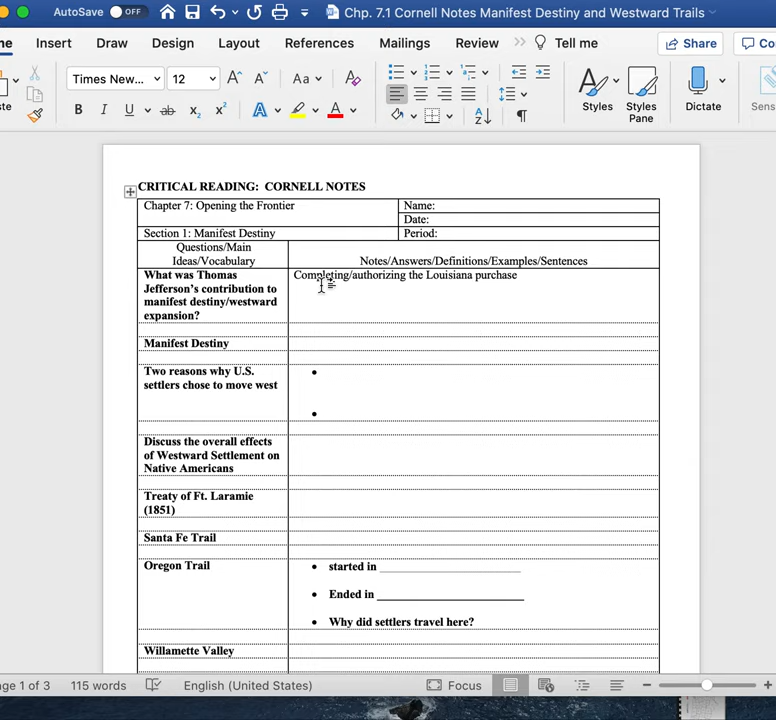 AutoSave OFF Chp. 7.1 Cornell Notes Manifest Destiny and Westward Trails
Insert Draw Design Layout References Mailings Review Tell me Share
Times New... 12 Aa
B I U ab x₂ x² A A
Styles Styles Pane Dictate
CRITICAL READING: CORNELL NOTES
Chapter 7: Opening the Frontier
Name:
Date:
Section 1: Manifest Destiny
Period:
Questions/Main
Ideas/Vocabulary
Notes/Answers/Definitions/Examples/Sentences
What was Thomas
Jefferson's contribution to
manifest destiny/westward
expansion?
Completing/authorizing the Louisiana purchase
Manifest Destiny
Two reasons why U.S.
settlers chose to move west
Discuss the overall effects
of Westward Settlement on
Native Americans
Treaty of Ft. Laramie
(1851)
Santa Fe Trail
Oregon Trail
• started in ____________________
• Ended in ____________________
• Why did settlers travel here?
Willamette Valley
1 of 3 115 words English (United States) Focus